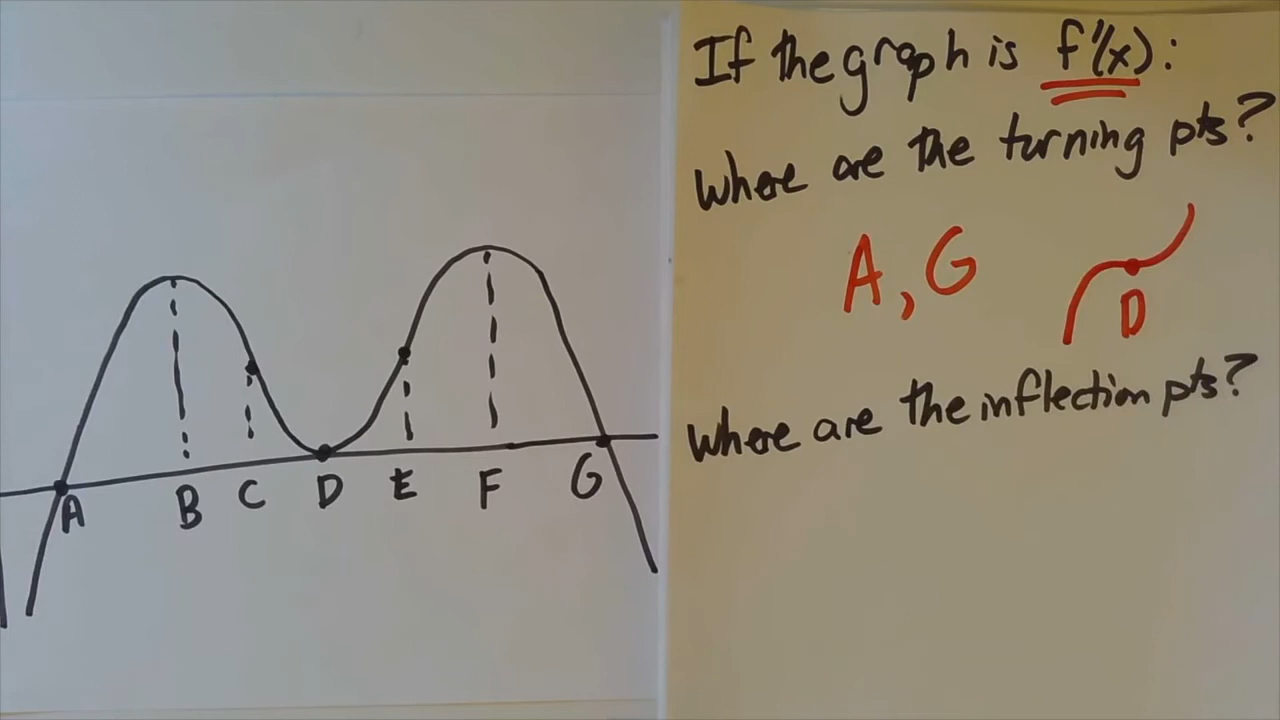 A B C D E F G
If the graph is f'(x):
where are the turning pts?
A, G
D
where are the inflection pts?